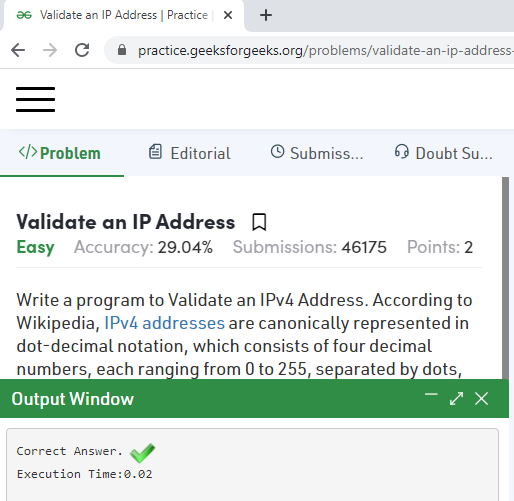 Validate an IP Address | Practice |
practice.geeksforgeeks.org/problems/validate-an-ip-address-
</>Problem
Editorial
Submiss...
Doubt Su...
Validate an IP Address
Easy Accuracy: 29.04% Submissions: 46175 Points: 2
Write a program to Validate an IPv4 Address. According to
Wikipedia, IPv4 addresses are canonically represented in
dot-decimal notation, which consists of four decimal
numbers, each ranging from 0 to 255, separated by dots,
Output Window
Correct Answer.
Execution Time:0.02